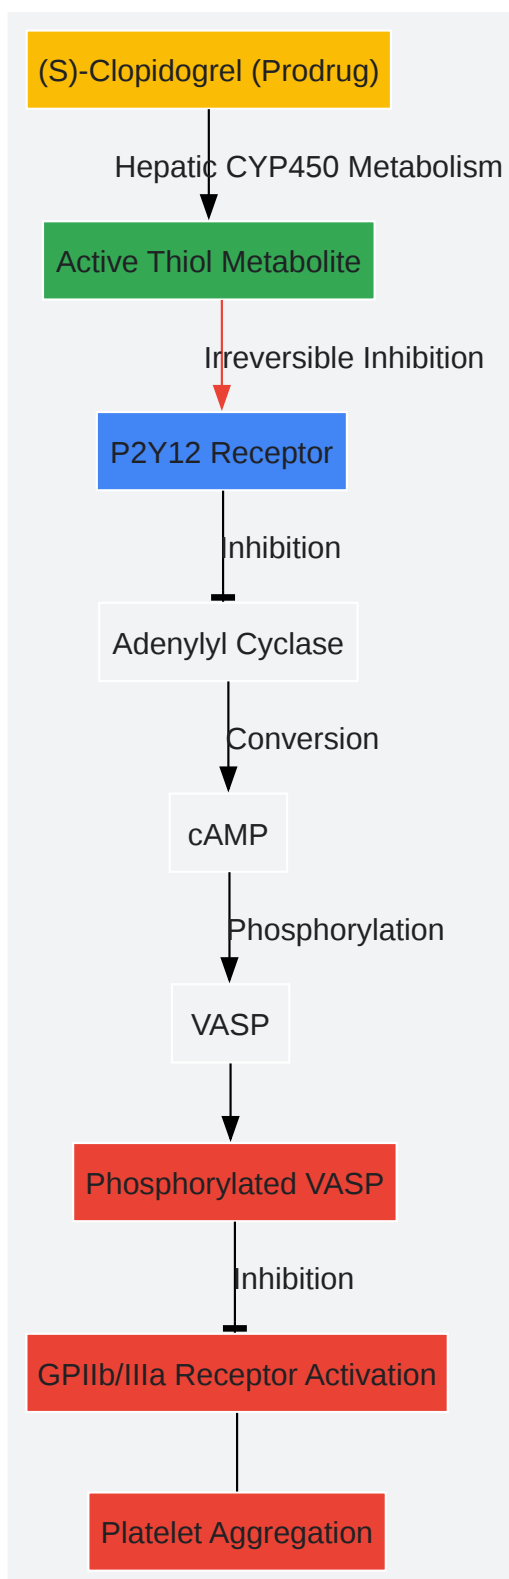 (S)-Clopidogrel (Prodrug)
Hepatic CYP450 Metabolism
Active Thiol Metabolite
Irreversible Inhibition
P2Y12 Receptor
Inhibition
Adenylyl Cyclase
Conversion
cAMP
Phosphorylation
VASP
Phosphorylated VASP
Inhibition
GPIIb/IIIa Receptor Activation
Platelet Aggregation